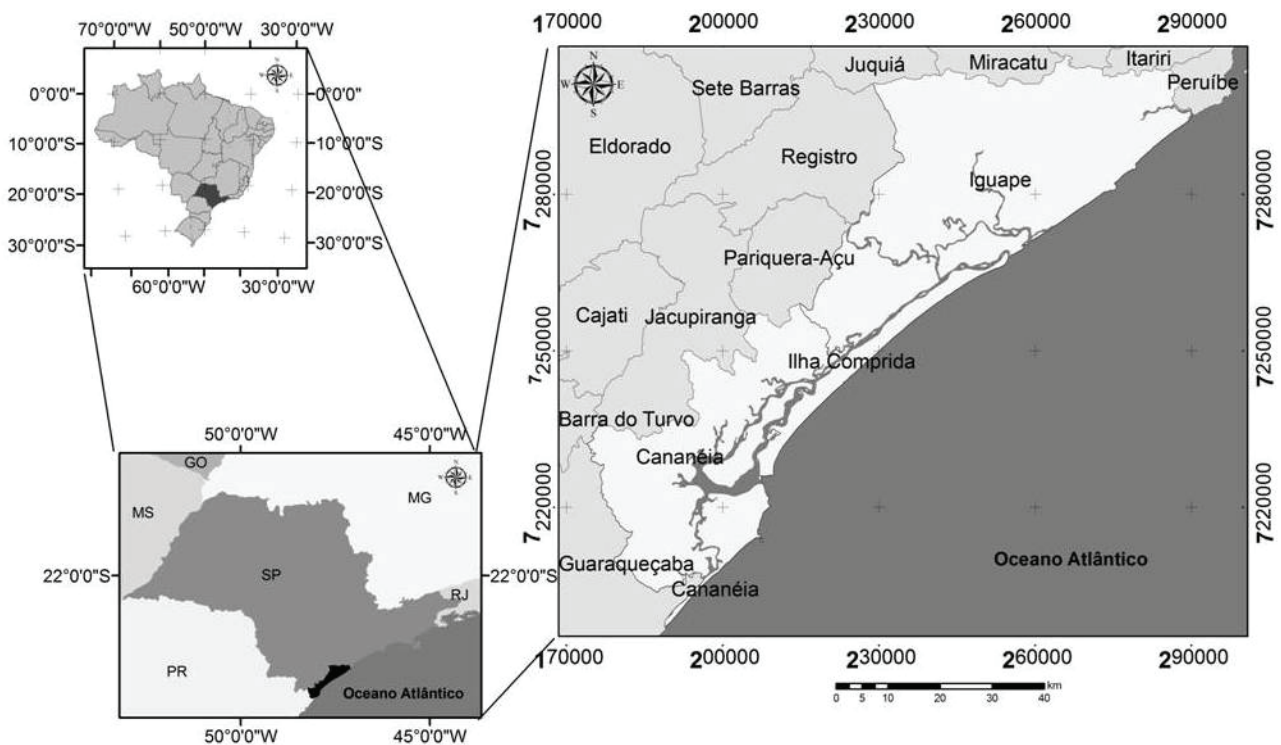 70°0'0"W 50°0'0"W 30°0'0"W
N
W E
S
0°0'0" 0°0'0"
10°0'0"S 10°0'0"S
20°0'0"S 20°0'0"S
30°0'0"S 30°0'0"S
60°0'0"W 30°0'0"W
50°0'0"W 45°0'0"W
N
W E
S
GO
MG
MS
SP
22°0'0"S 22°0'0"S
RJ
PR
Oceano Atlântico
50°0'0"W 45°0'0"W
170000 200000 230000 260000 290000
N
W E
S
Juquiá Miracatu Itariri
Sete Barras Peruíbe
Eldorado Registro
Iguape
7280000 7280000
Pariquera-Açu
Cajati Jacupiranga
7250000 7250000
Ilha Comprida
Barra do Turvo
Cananéia
7220000 7220000
Guaraqueçaba
Oceano Atlântico
Cananéia
170000 200000 230000 260000 290000
km
0 5 10 20 30 40